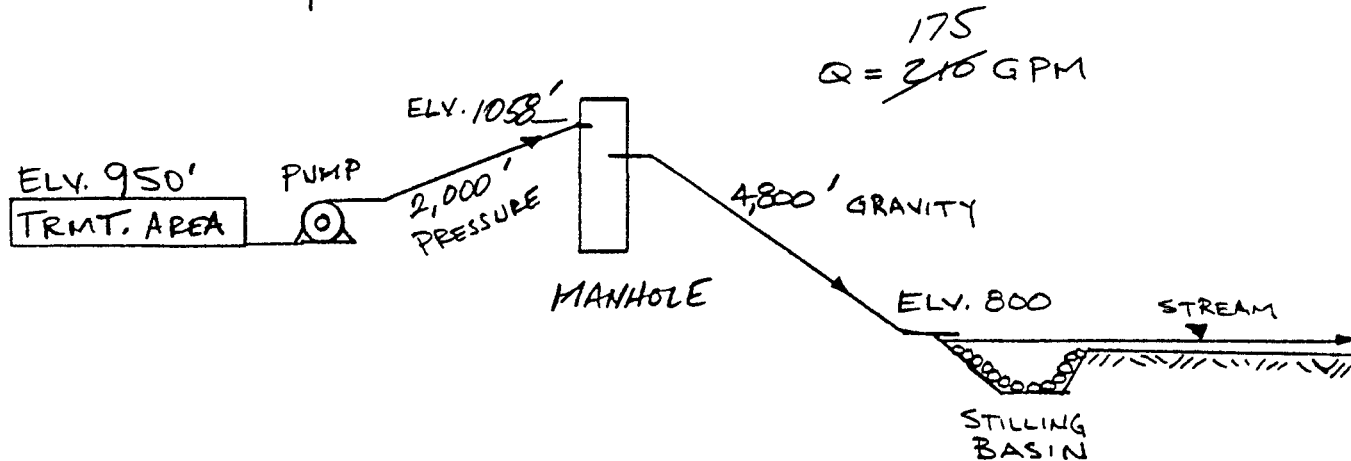 175
Q = 210 GPM
ELV. 1058'
ELV. 950'
TRMT. AREA
PUMP
2,000'
PRESSURE
4,800' GRAVITY
MANHOLE
ELV. 800
STREAM
STILLING
BASIN